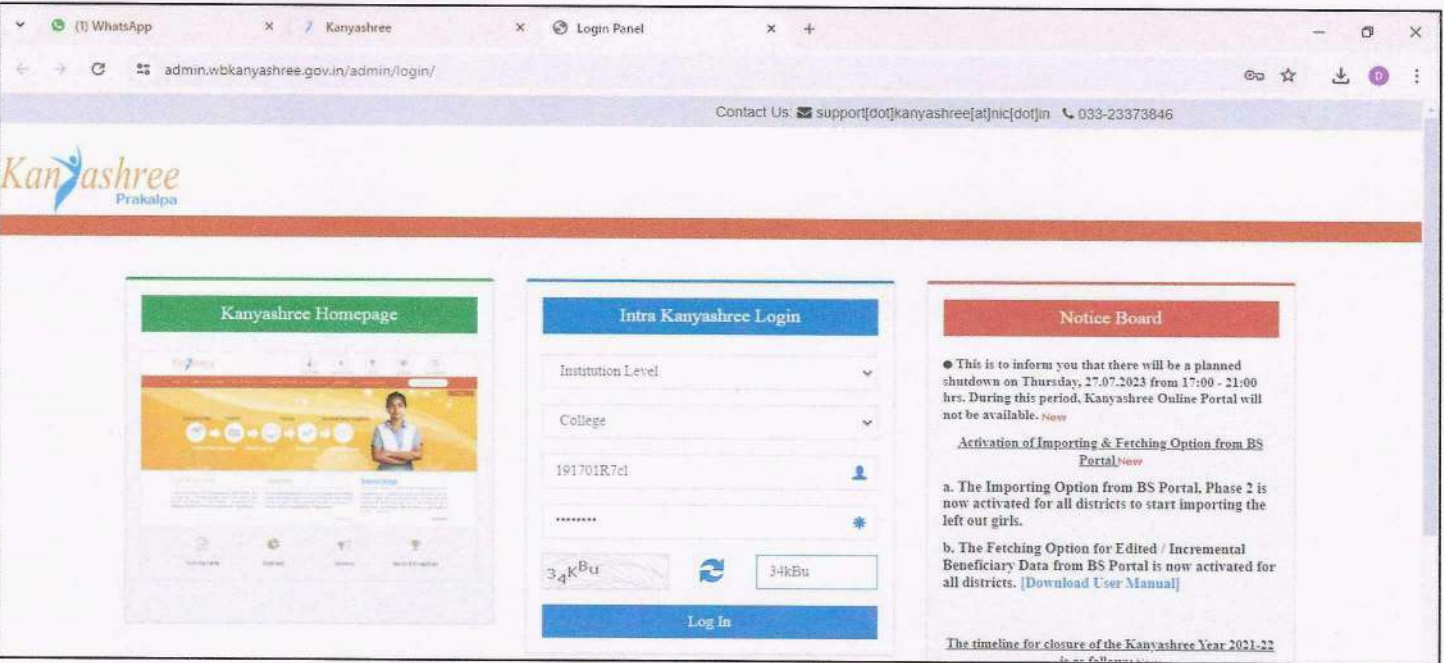 (1) WhatsApp
Kanyashree
Login Panel
admin.wbkanyashree.gov.in/admin/login/
D
Contact Us: support[dot]kanyashree[at]nic[dot]in 033-23373846
Kanyashree
Prakalpa
Kanyashree Homepage
Intra Kanyashree Login
Institution Level
College
191701R7cl
********
34KBu
34kBu
Log In
Notice Board
● This is to inform you that there will be a planned
shutdown on Thursday, 27.07.2023 from 17:00 - 21:00
hrs. During this period, Kanyashree Online Portal will
not be available. New
Activation of Importing & Fetching Option from BS
Portal New
a. The Importing Option from BS Portal, Phase 2 is
now activated for all districts to start importing the
left out girls.
b. The Fetching Option for Edited / Incremental
Beneficiary Data from BS Portal is now activated for
all districts. [Download User Manual]
The timeline for closure of the Kanyashree Year 2021-22